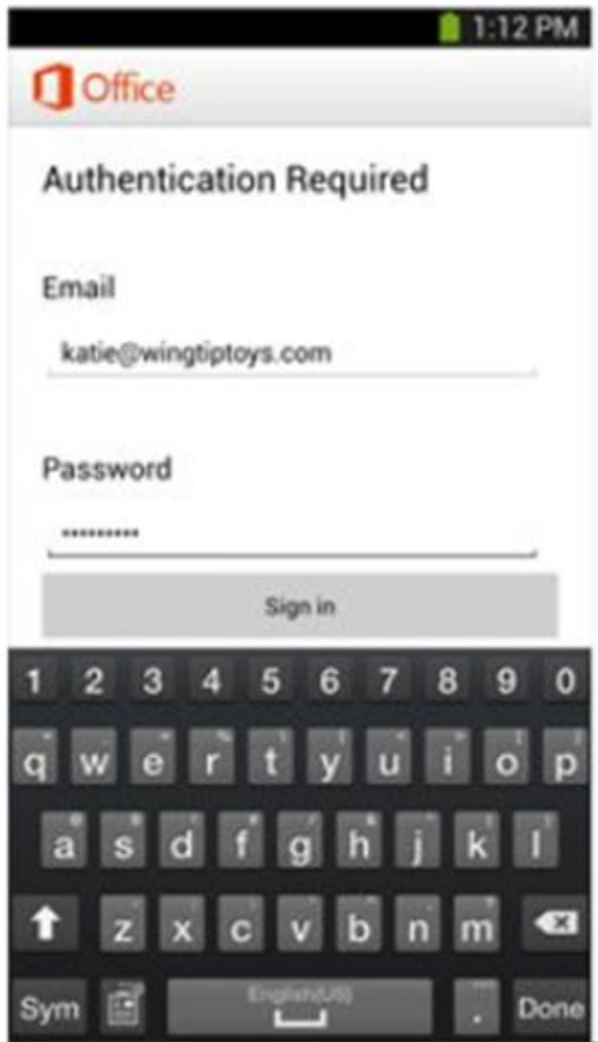 1:12 PM
Office
Authentication Required
Email
katie@wingtiptoys.com
Password
Sign in
1 2 3 4 5 6 7 8 9 0
q w e r t y u i o p
a s d f g h j k l
z x c v b n m
Sym English(US) . Done